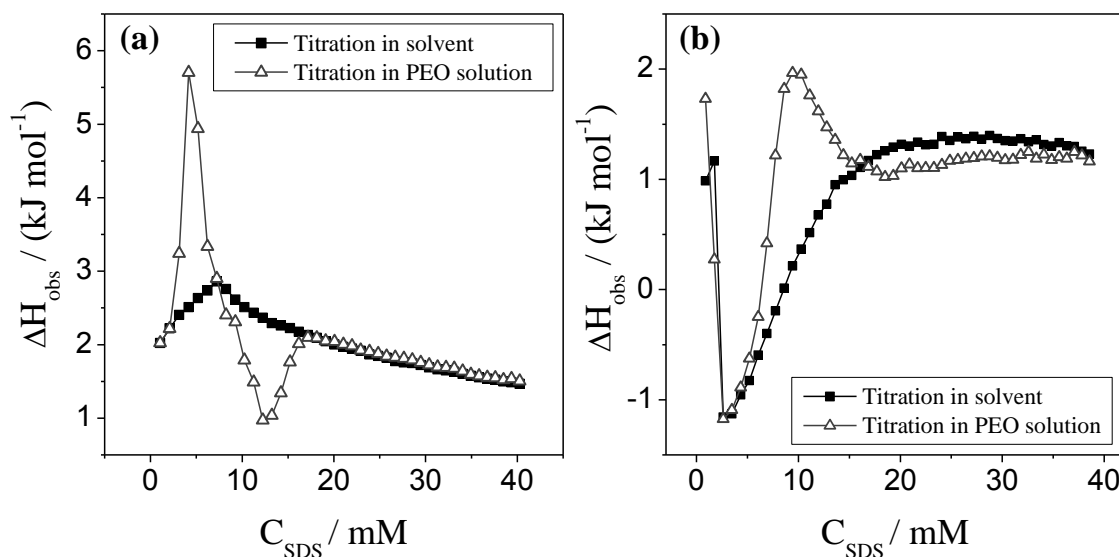 (a)
Titration in solvent
Titration in PEO solution
6
5
4
3
2
1
ΔH_obs / (kJ mol⁻¹)
0 10 20 30 40
C_SDS / mM
(b)
2
1
0
-1
ΔH_obs / (kJ mol⁻¹)
Titration in solvent
Titration in PEO solution
0 10 20 30 40
C_SDS / mM